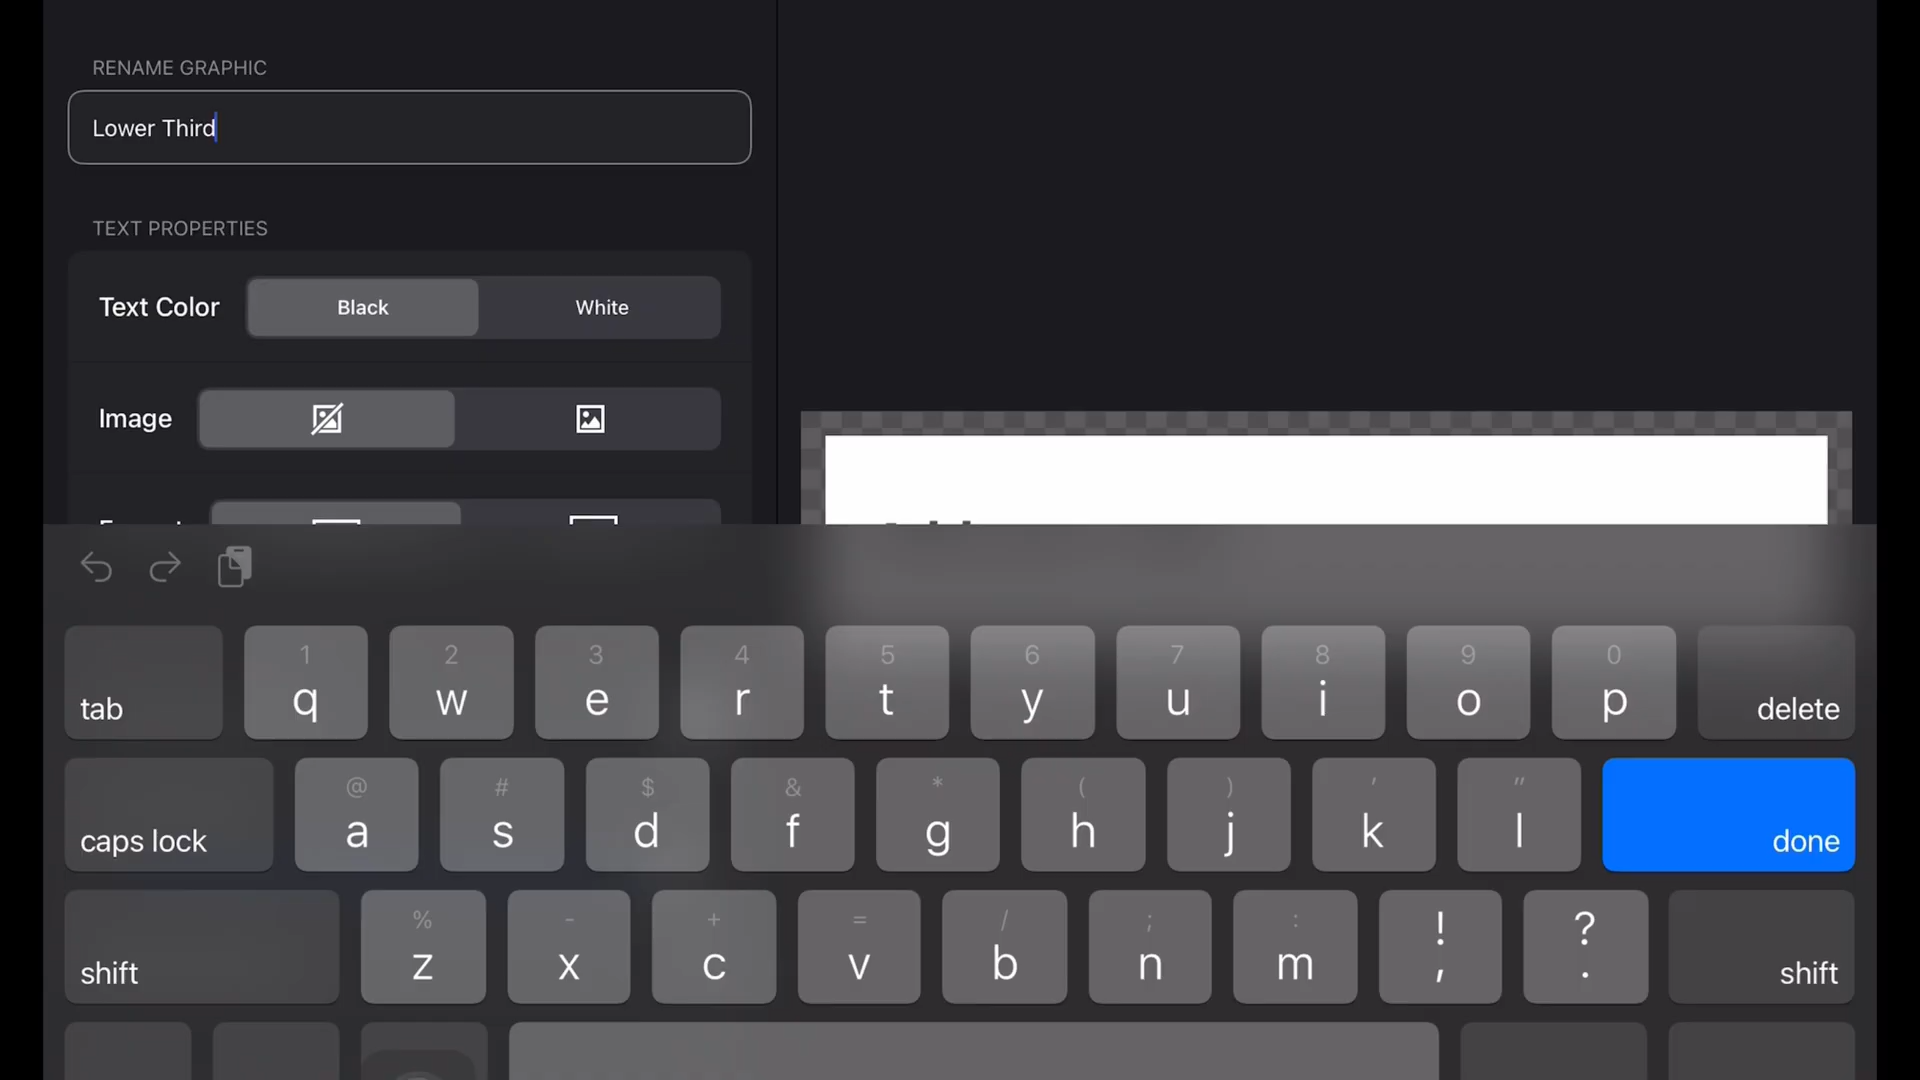 RENAME GRAPHIC
Lower Third
TEXT PROPERTIES
Text Color Black White
Image
1 2 3 4 5 6 7 8 9 0
tab q w e r t y u i o p delete
@ # $ & * ( ) ' "
caps lock a s d f g h j k l done
% - + = / ; : ! ?
shift z x c v b n m , . shift